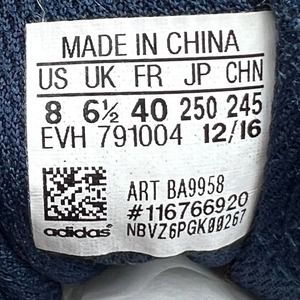 MADE IN CHINA
US UK FR JP CHN
8 6½ 40 250 245
EVH 791004 12/16
ART BA9958
#116766920
NBVZ6PGK00267
adidas